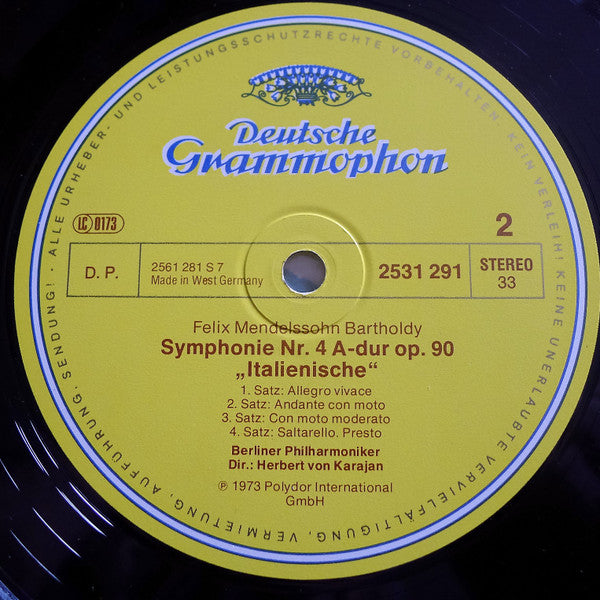 Deutsche
Grammophon
LC 0173
2
D. P.
2561 281 S 7
Made in West Germany
2531 291
STEREO
33
Felix Mendelssohn Bartholdy
Symphonie Nr. 4 A-dur op. 90
„Italienische“
1. Satz: Allegro vivace
2. Satz: Andante con moto
3. Satz: Con moto moderato
4. Satz: Saltarello. Presto
Berliner Philharmoniker
Dir.: Herbert von Karajan
℗ 1973 Polydor International
GmbH
· ALLE URHEBER- UND LEISTUNGSSCHUTZRECHTE VORBEHALTEN · KEIN VERLEIH! KEINE UNERLAUBTE VERVIELFÄLTIGUNG, VERMIETUNG, AUFFÜHRUNG, SENDUNG!